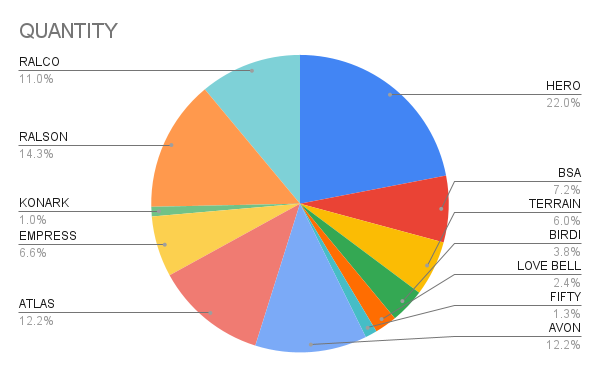 QUANTITY
RALCO
11.0%
RALSON
14.3%
KONARK
1.0%
EMPRESS
6.6%
ATLAS
12.2%
HERO
22.0%
BSA
7.2%
TERRAIN
6.0%
BIRDI
3.8%
LOVE BELL
2.4%
FIFTY
1.3%
AVON
12.2%